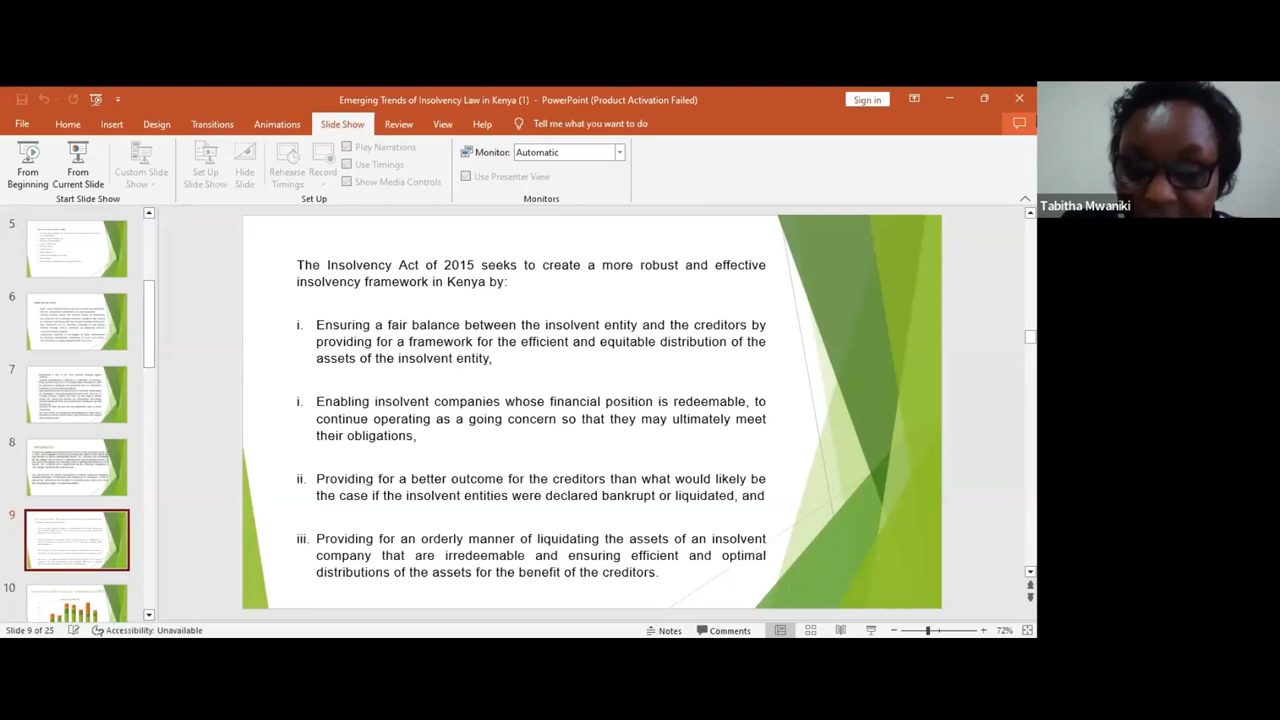 Emerging Trends of Insolvency Law in Kenya (1) - PowerPoint (Product Activation Failed)
Sign in
File Home Insert Design Transitions Animations Slide Show Review View Help Tell me what you want to do
From Beginning
From Current Slide
Custom Slide Show
Set Up Slide Show
Hide Slide
Rehearse Timings
Record
Play Narrations
Use Timings
Show Media Controls
Monitor: Automatic
Use Presenter View
Start Slide Show
Set Up
Monitors
Tabitha Mwaniki
5
6
7
8
9
10
The Insolvency Act of 2015 seeks to create a more robust and effective
insolvency framework in Kenya by:
i. Ensuring a fair balance between the insolvent entity and the creditors by
providing for a framework for the efficient and equitable distribution of the
assets of the insolvent entity,
i. Enabling insolvent companies whose financial position is redeemable to
continue operating as a going concern so that they may ultimately meet
their obligations,
ii. Providing for a better outcome for the creditors than what would likely be
the case if the insolvent entities were declared bankrupt or liquidated, and
iii. Providing for an orderly manner of liquidating the assets of an insolvent
company that are irredeemable and ensuring efficient and optimal
distributions of the assets for the benefit of the creditors.
Slide 9 of 25
Accessibility: Unavailable
Notes
Comments
72%